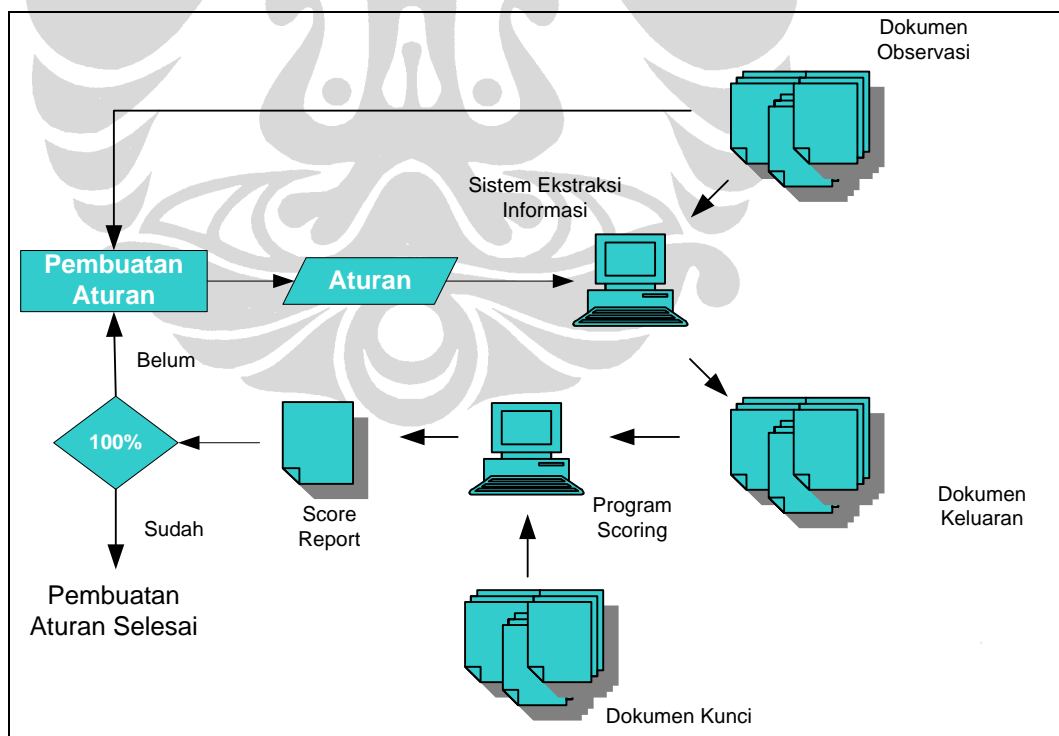 Dokumen
Observasi
Sistem Ekstraksi
Informasi
Pembuatan
Aturan
Aturan
Belum
100%
Sudah
Pembuatan
Aturan Selesai
Score
Report
Program
Scoring
Dokumen
Keluaran
Dokumen Kunci